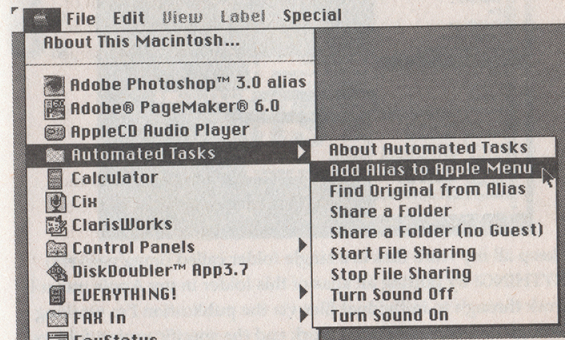 File Edit View Label Special
About This Macintosh...
Adobe Photoshop™ 3.0 alias
Adobe® PageMaker® 6.0
AppleCD Audio Player
Automated Tasks
Calculator
Cix
ClarisWorks
Control Panels
DiskDoubler™ App3.7
EVERYTHING!
FAX In
FaxStatus
About Automated Tasks
Add Alias to Apple Menu
Find Original from Alias
Share a Folder
Share a Folder (no Guest)
Start File Sharing
Stop File Sharing
Turn Sound Off
Turn Sound On